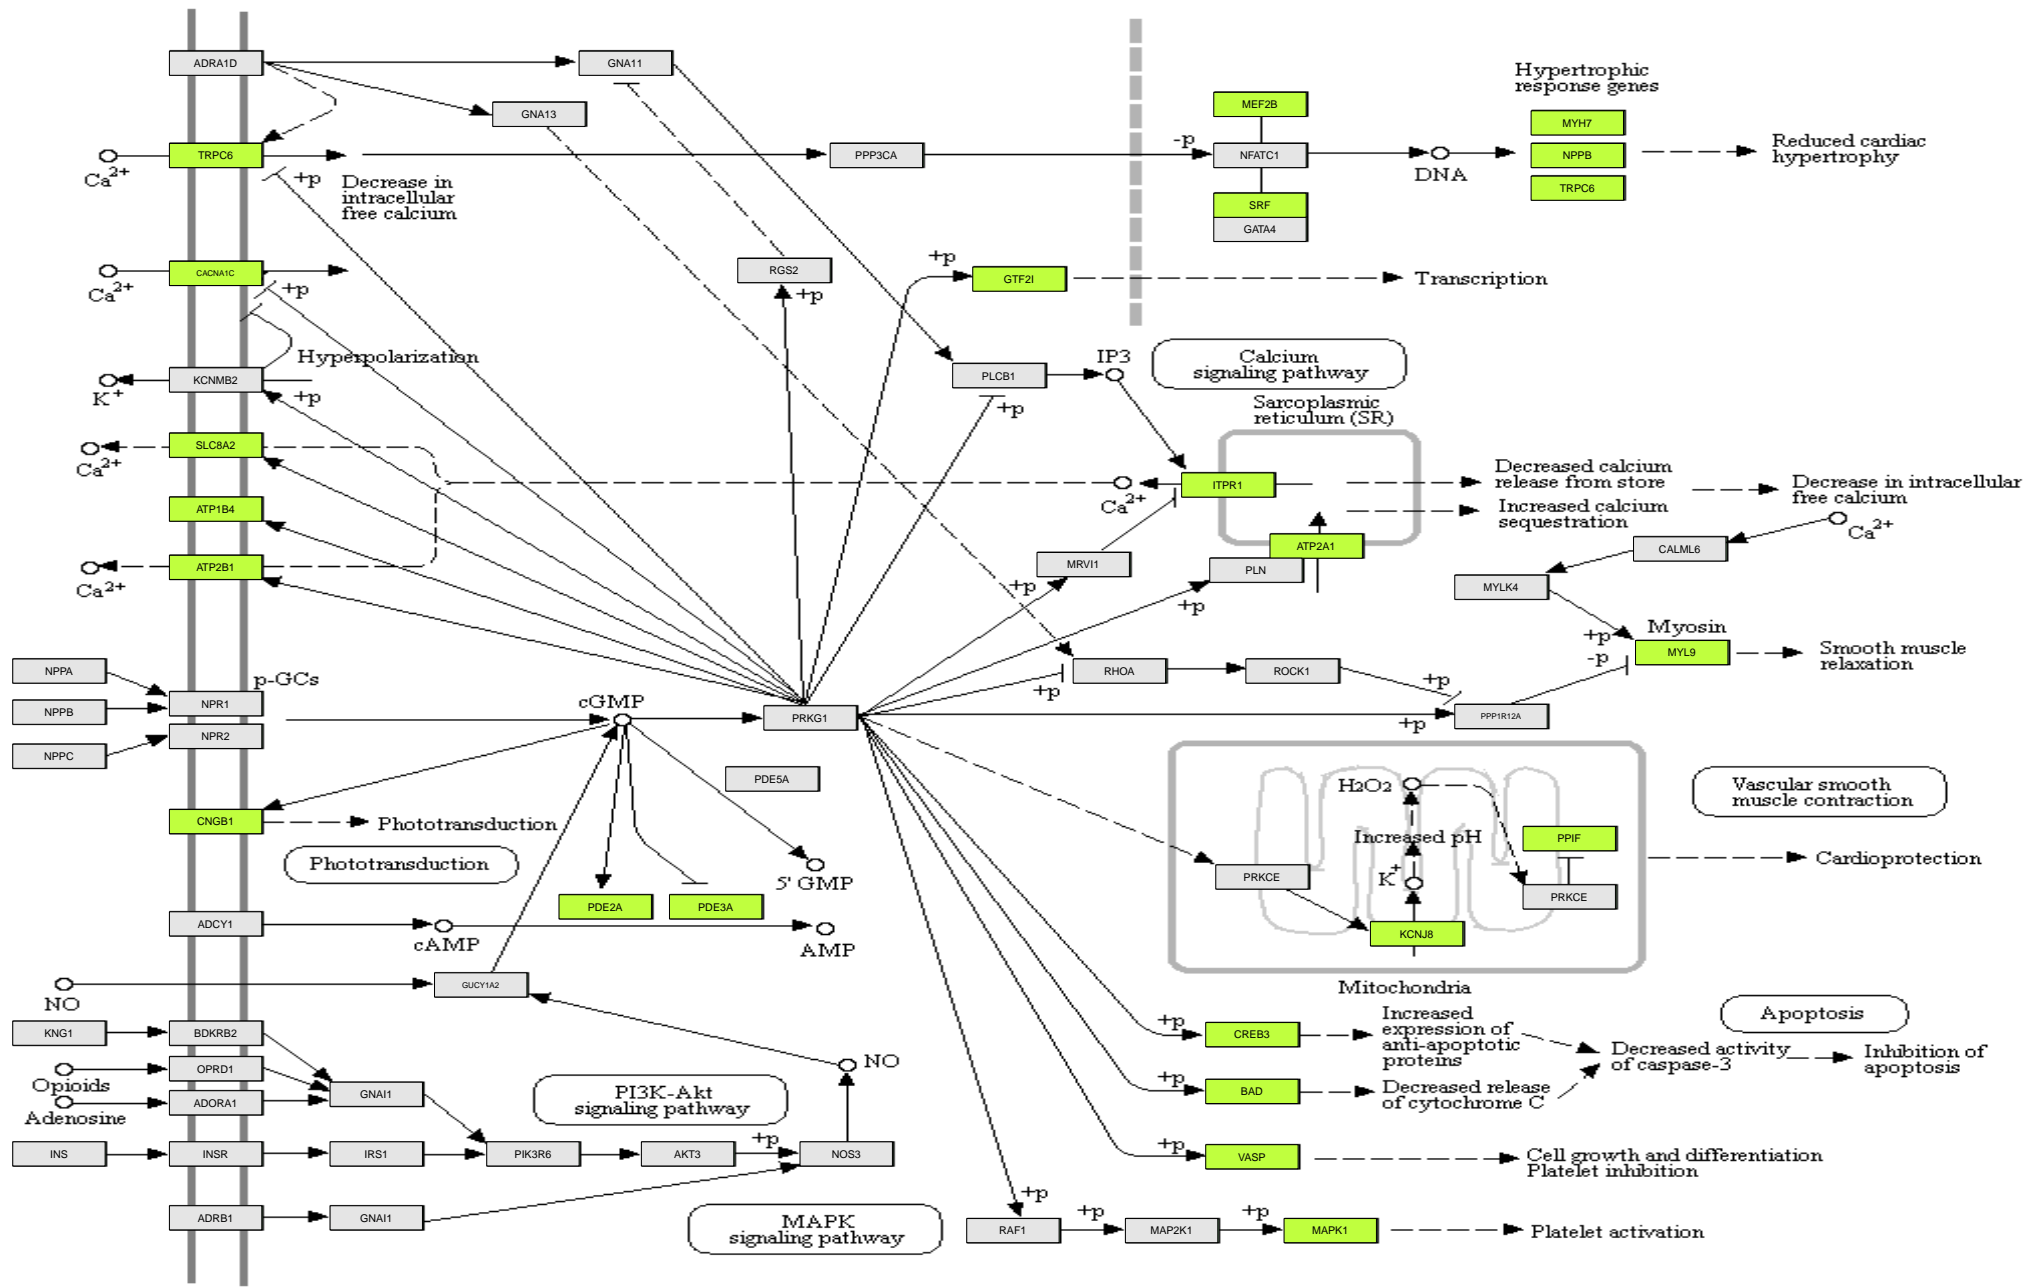 ADRA1D
GNA11
GNA13
Hypertrophic
response genes
MEF2B
MYH7
TRPC6
Ca2+
+p
Decrease in
intracellular
free calcium
PPP3CA
-p
NFATC1
DNA
NPPB
Reduced cardiac
hypertrophy
TRPC6
SRF
GATA4
CACNA1C
Ca2+
+p
RGS2
+p
+p
GTF2I
Transcription
Hyperpolarization
KCNMB2
K+
+p
PLCB1
+p
IP3
Calcium
signaling pathway
Sarcoplasmic
reticulum (SR)
SLC8A2
Ca2+
ATP1B4
ATP2B1
Ca2+
Ca2+
ITPR1
Decreased calcium
release from store
Increased calcium
sequestration
Decrease in intracellular
free calcium
Ca2+
ATP2A1
MRVI1
+p
PLN
+p
CALML6
MYLK4
+p
-p
Myosin
MYL9
Smooth muscle
relaxation
NPPA
NPPB
NPPC
p-GCs
NPR1
NPR2
cGMP
PRKG1
RHOA
+p
ROCK1
+p
+p
PPP1R12A
PDE5A
CNGB1
Phototransduction
Phototransduction
5' GMP
PDE2A
PDE3A
H2O2
Increased pH
K+
PPIF
PRKCE
PRKCE
KCNJ8
Mitochondria
Vascular smooth
muscle contraction
Cardioprotection
ADCY1
cAMP
AMP
NO
GUCY1A2
KNG1
BDKRB2
Opioids
OPRD1
Adenosine
ADORA1
GNAI1
NO
PI3K-Akt
signaling pathway
INS
INSR
IRS1
PIK3R6
AKT3
+p
NOS3
ADRB1
GNAI1
MAPK
signaling pathway
+p
CREB3
Increased
expression of
anti-apoptotic
proteins
Apoptosis
Decreased activity
of caspase-3
Inhibition of
apoptosis
+p
BAD
Decreased release
of cytochrome C
+p
VASP
Cell growth and differentiation
Platelet inhibition
+p
RAF1
+p
MAP2K1
+p
MAPK1
Platelet activation